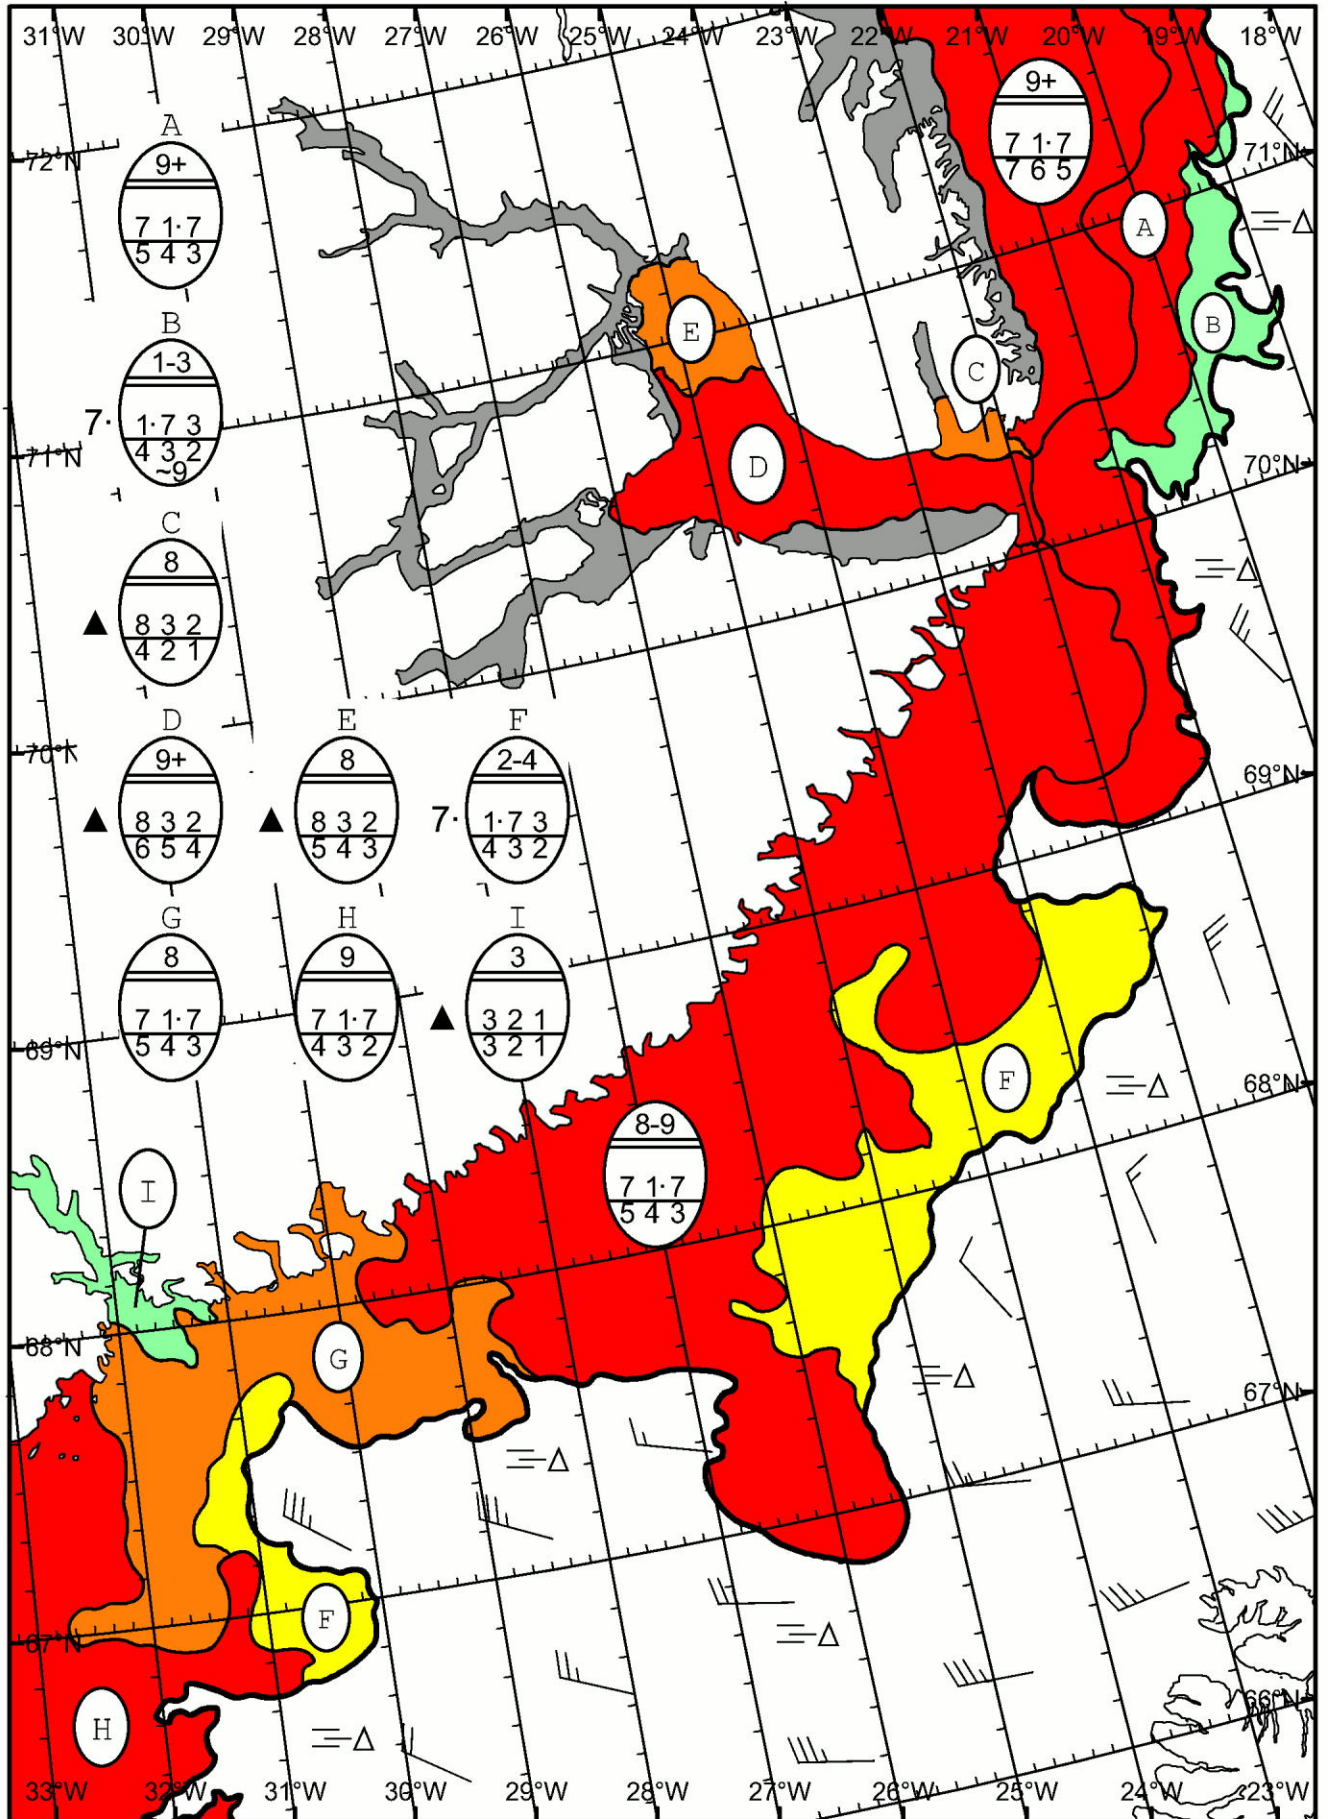 31°W 30°W 29°W 28°W 27°W 26°W 25°W 24°W 23°W 22°W 21°W 20°W 19°W 18°W
9+
7 1·7
7 6 5
72°N
71°N
A
9+
7 1·7
5 4 3
A
E
B
B
1-3
7· 1·7 3
4 3 2
~9
C
71°N
D
70°N
C
8
▲ 8 3 2
4 2 1
D E F
9+ 8 2-4
▲ 8 3 2 ▲ 8 3 2 7· 1·7 3
6 5 4 5 4 3 4 3 2
70°N
69°N
G H I
8 9 3
7 1·7 7 1·7 ▲ 3 2 1
5 4 3 4 3 2 3 2 1
69°N
F
68°N
8-9
7 1·7
5 4 3
I
68°N
G
67°N
F
67°N
H
66°N
33°W 32°W 31°W 30°W 29°W 28°W 27°W 26°W 25°W 24°W 23°W